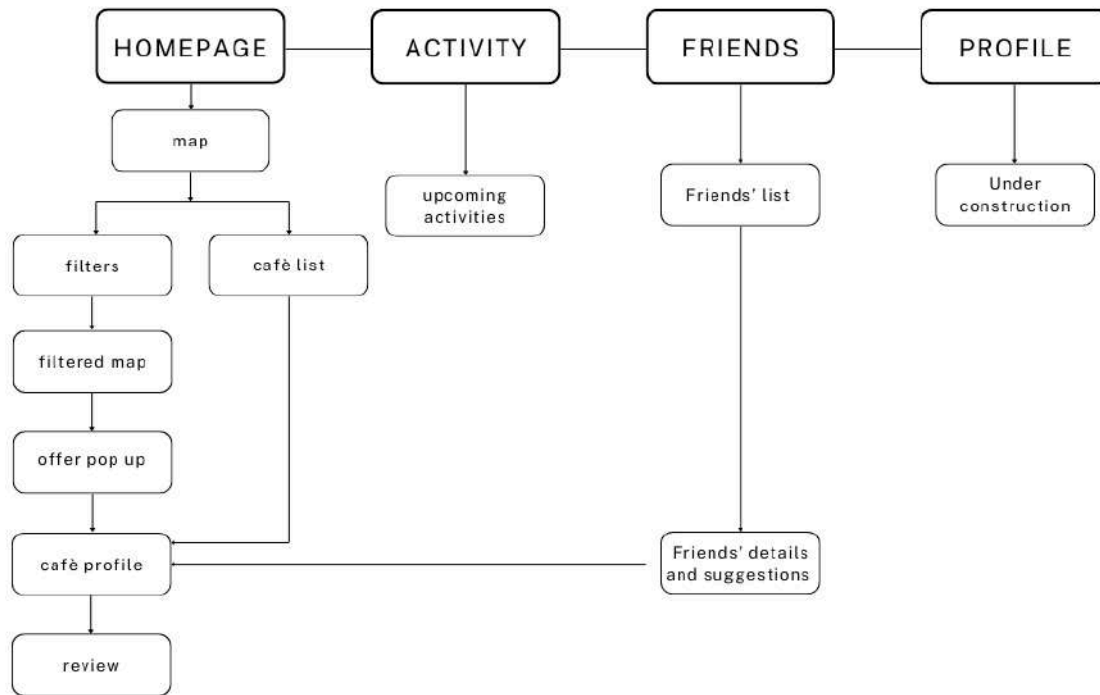 HOMEPAGE
ACTIVITY
FRIENDS
PROFILE
map
upcoming
activities
Friends' list
Under
construction
filters
cafè list
filtered map
offer pop up
cafè profile
Friends' details
and suggestions
review